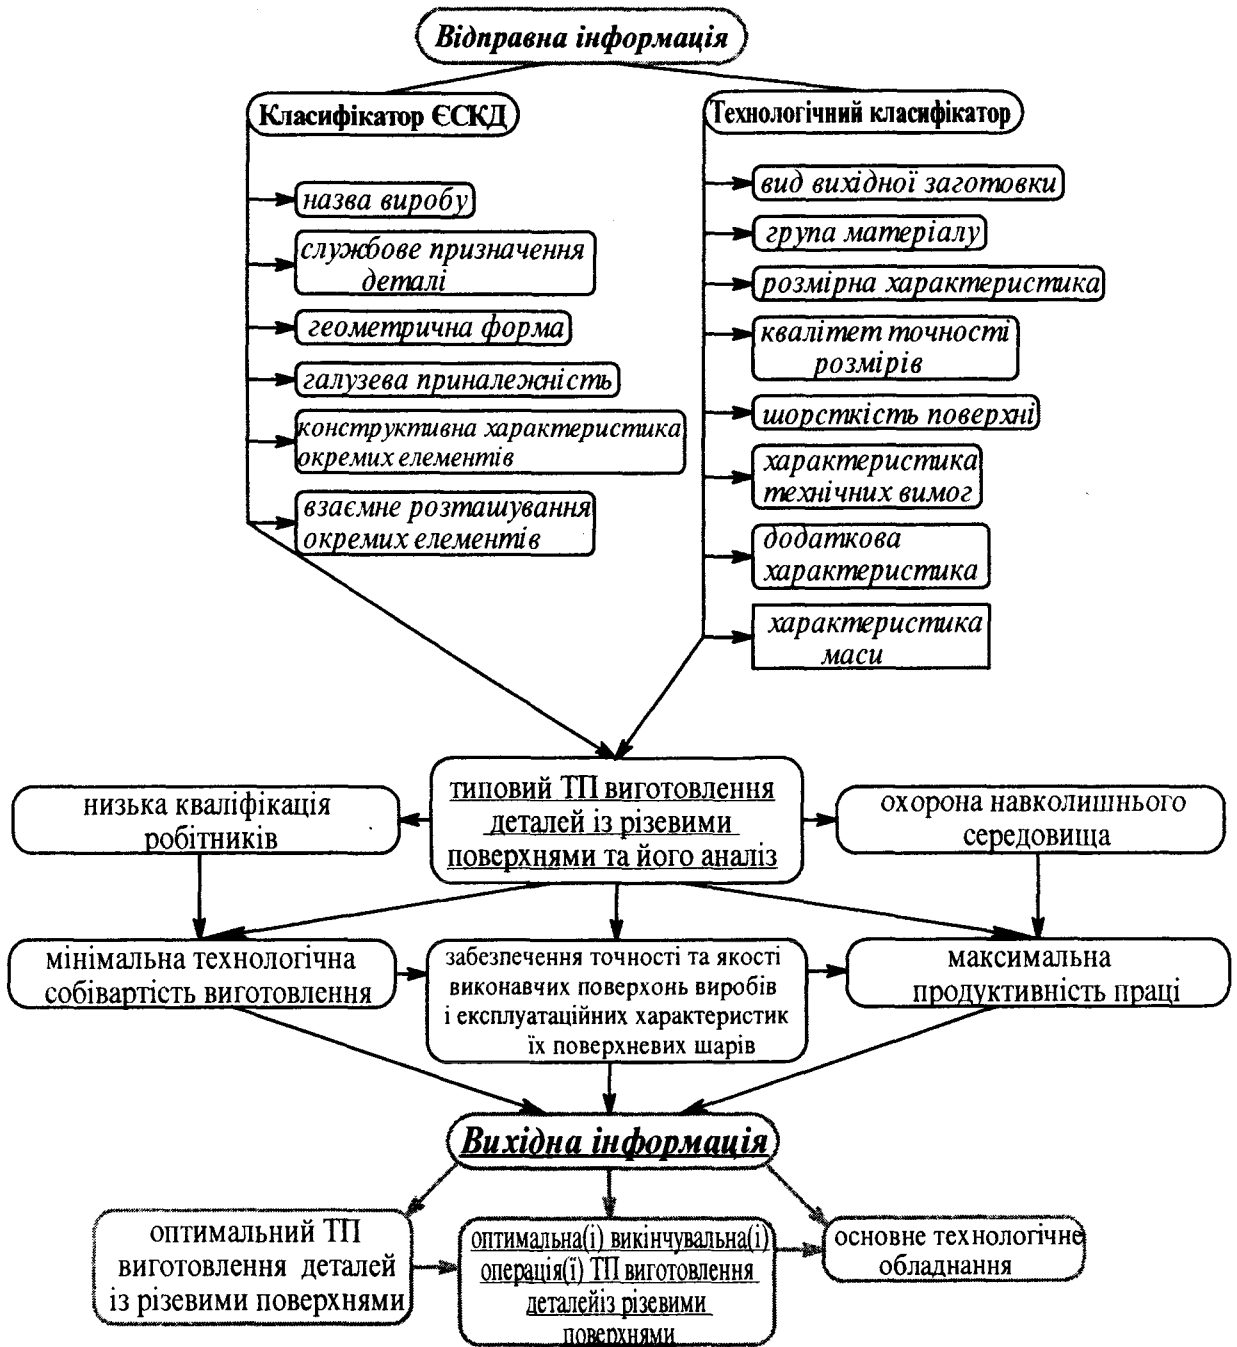 Відправна інформація
Класифікатор ЄСКД
назва виробу
службове призначення
деталі
геометрична форма
галузева приналежність
конструктивна характеристика
окремих елементів
взаємне розташування
окремих елементів
Технологічний класифікатор
вид вихідної заготовки
група матеріалу
розмірна характеристика
квалітет точності
розмірів
шорсткість поверхні
характеристика
технічних вимог
додаткова
характеристика
характеристика
маси
низька кваліфікація
робітників
типовий ТП виготовлення
деталей із різевими
поверхнями та його аналіз
охорона навколишнього
середовища
мінімальна технологічна
собівартість виготовлення
забезпечення точності та якості
виконавчих поверхонь виробів
і експлуатаційних характеристик
їх поверхневих шарів
максимальна
продуктивність праці
Вихідна інформація
оптимальний ТП
виготовлення деталей
із різевими поверхнями
оптимальна(і) викінчувальна(і)
операція(ї) ТП виготовлення
деталейіз різевими
поверхнями
основне технологічне
обладнання